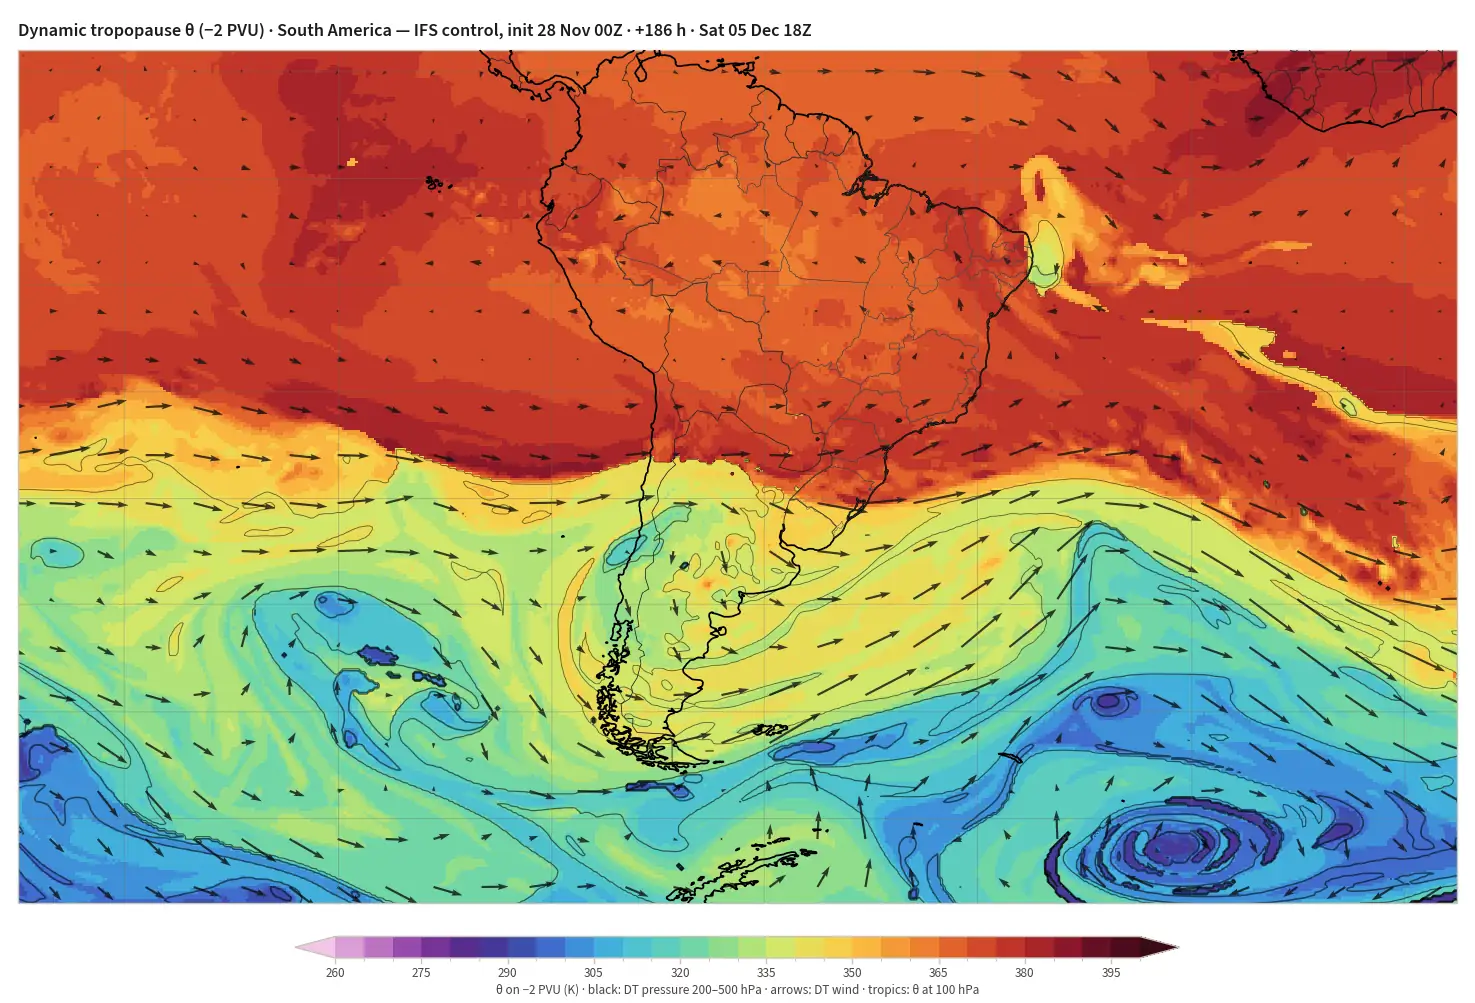 Dynamic tropopause θ (−2 PVU) · South America — IFS control, init 28 Nov 00Z · +186 h · Sat 05 Dec 18Z
260 275 290 305 320 335 350 365 380 395
θ on −2 PVU (K) · black: DT pressure 200–500 hPa · arrows: DT wind · tropics: θ at 100 hPa